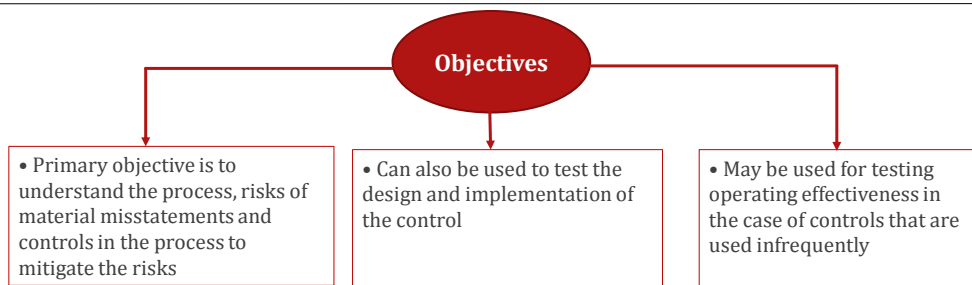 Objectives
• Primary objective is to
understand the process, risks of
material misstatements and
controls in the process to
mitigate the risks
• Can also be used to test the
design and implementation of
the control
• May be used for testing
operating effectiveness in
the case of controls that are
used infrequently